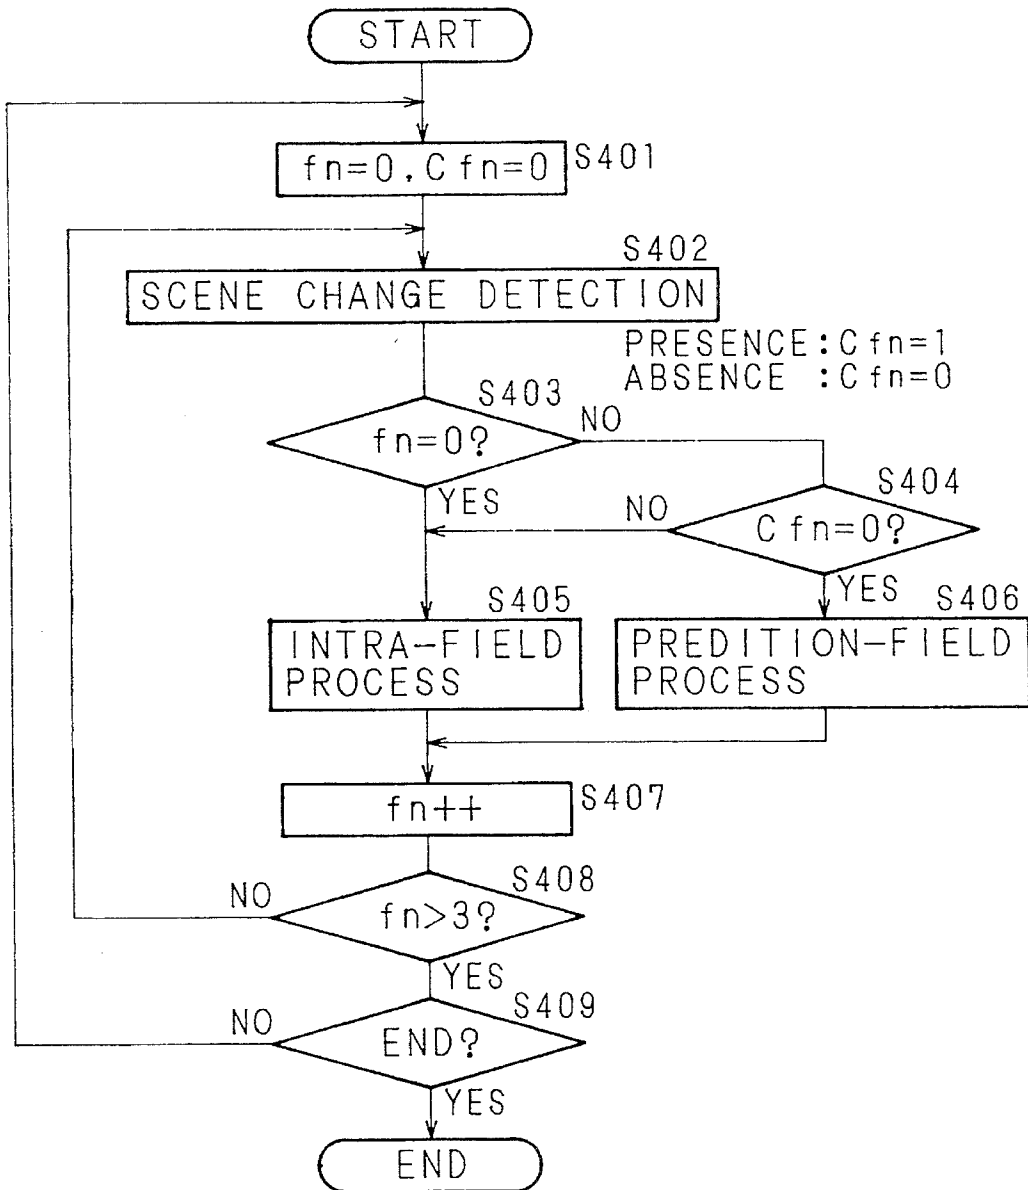 START
fn=0,Cfn=0
S401
S402
SCENE CHANGE DETECTION
PRESENCE:Cfn=1
ABSENCE :Cfn=0
S403
fn=0?
NO
YES
S404
NO
Cfn=0?
YES
S405
INTRA-FIELD
PROCESS
S406
PREDITION-FIELD
PROCESS
fn++
S407
S408
NO
fn>3?
YES
S409
NO
END?
YES
END